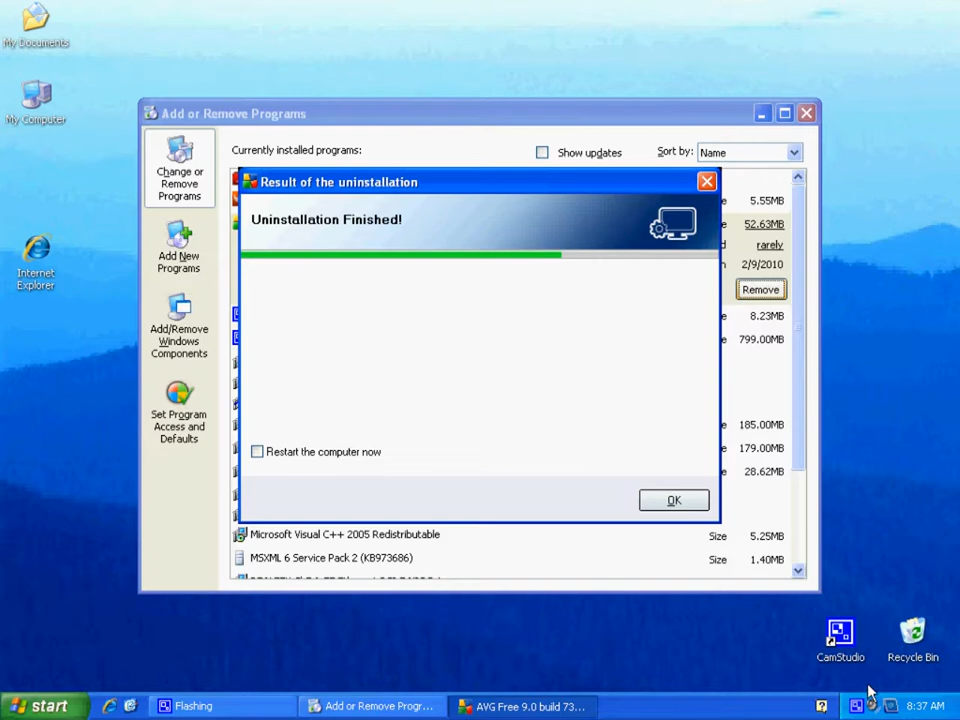 My Documents
My Computer
Internet
Explorer
Add or Remove Programs
Change or
Remove
Programs
Add New
Programs
Add/Remove
Windows
Components
Set Program
Access and
Defaults
Currently installed programs:
Show updates
Sort by:
Name
5.55MB
52.63MB
rarely
2/9/2010
Remove
8.23MB
799.00MB
185.00MB
179.00MB
28.62MB
Result of the uninstallation
Uninstallation Finished!
Restart the computer now
OK
Microsoft Visual C++ 2005 Redistributable
Size
5.25MB
MSXML 6 Service Pack 2 (KB973686)
Size
1.40MB
CamStudio
Recycle Bin
start
Flashing
Add or Remove Progr...
AVG Free 9.0 build 73...
8:37 AM